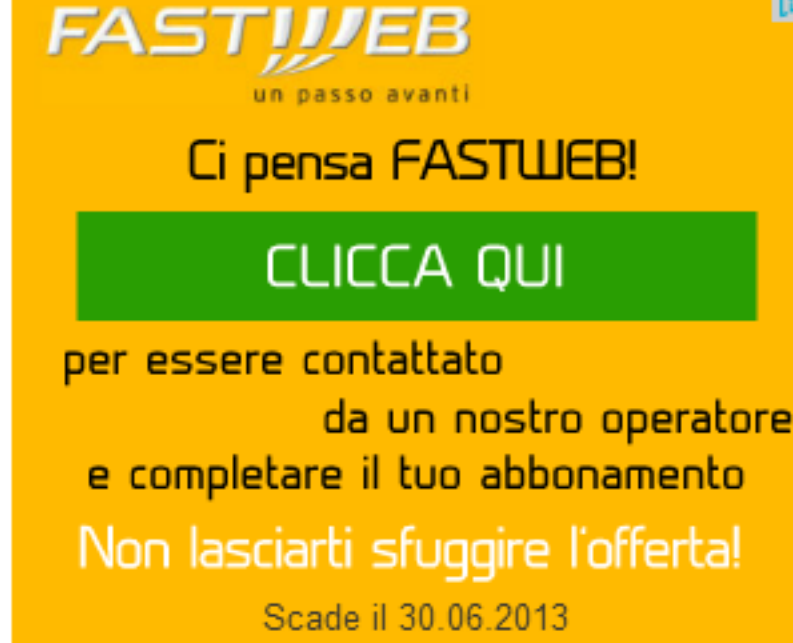 FASTWEB
un passo avanti
Ci pensa FASTWEB!
CLICCA QUI
per essere contattato
da un nostro operatore
e completare il tuo abbonamento
Non lasciarti sfuggire l'offerta!
Scade il 30.06.2013